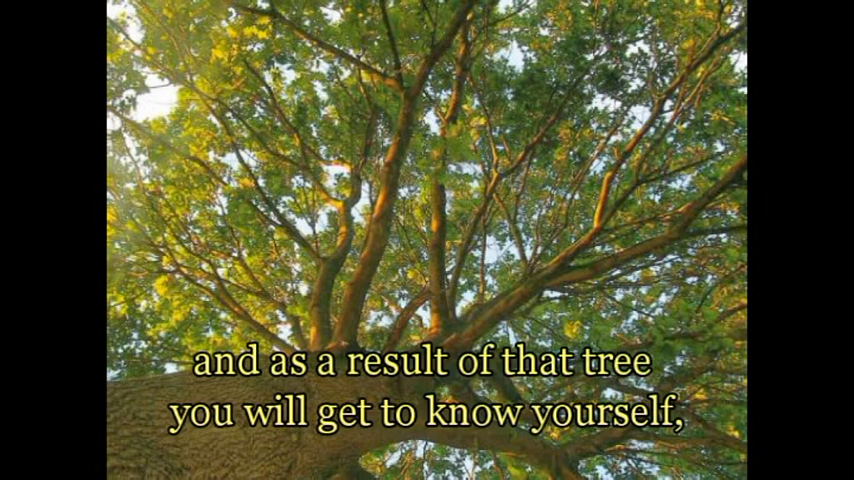 and as a result of that tree
you will get to know yourself,